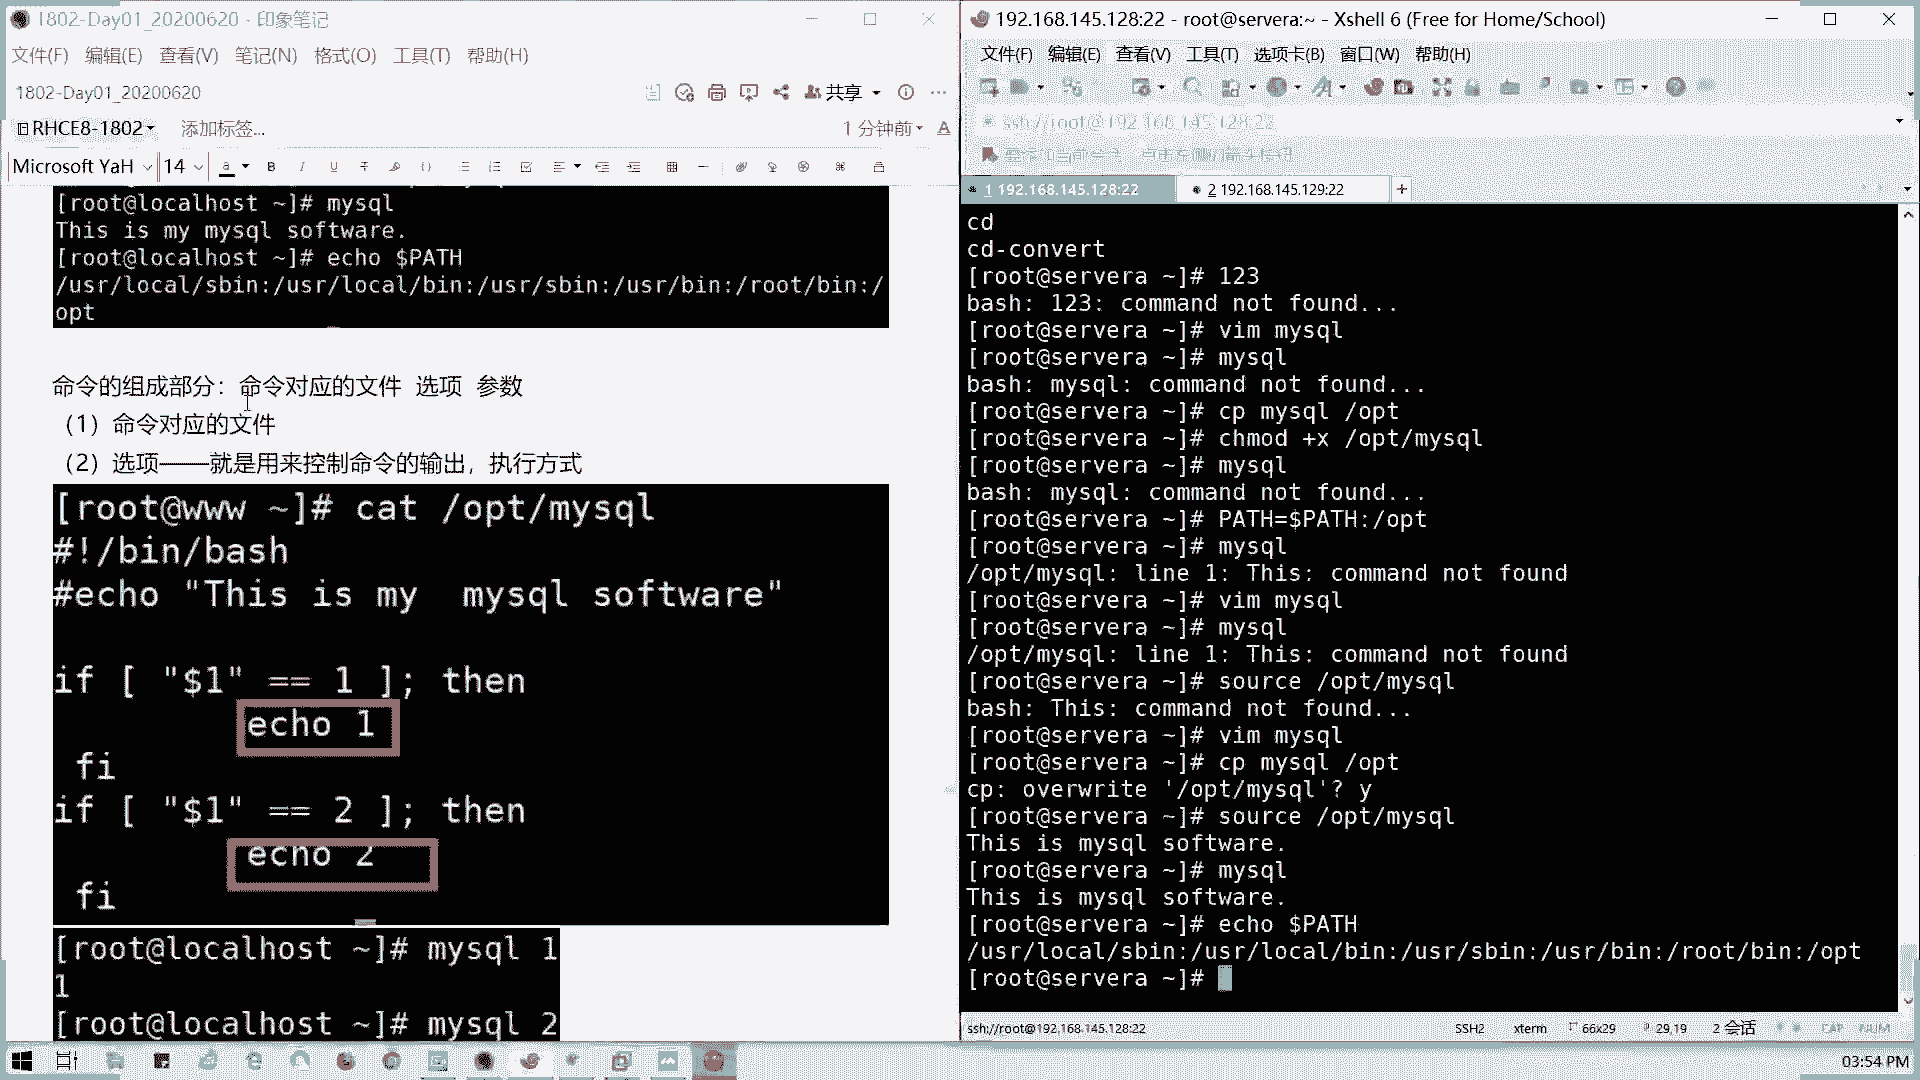 1802-Day01_20200620 - 印象笔记
文件(F) 编辑(E) 查看(V) 笔记(N) 格式(O) 工具(T) 帮助(H)
1802-Day01_20200620
共享
RHCE8-1802
添加标签...
1 分钟前
Microsoft YaH 14
[root@localhost ~]# mysql
This is my mysql software.
[root@localhost ~]# echo $PATH
/usr/local/sbin:/usr/local/bin:/usr/sbin:/usr/bin:/root/bin:/
opt
命令的组成部分：命令对应的文件 选项 参数
（1）命令对应的文件
（2）选项——就是用来控制命令的输出，执行方式
[root@www ~]# cat /opt/mysql
#!/bin/bash
#echo "This is my  mysql software"
if [ "$1" == 1 ]; then
echo 1
fi
if [ "$1" == 2 ]; then
echo 2
fi
[root@localhost ~]# mysql 1
1
[root@localhost ~]# mysql 2
192.168.145.128:22 - root@servera:~ - Xshell 6 (Free for Home/School)
文件(F) 编辑(E) 查看(V) 工具(T) 选项卡(B) 窗口(W) 帮助(H)
ssh://root@192.168.145.128:22
1 192.168.145.128:22
2 192.168.145.129:22
cd
cd-convert
[root@servera ~]# 123
bash: 123: command not found...
[root@servera ~]# vim mysql
[root@servera ~]# mysql
bash: mysql: command not found...
[root@servera ~]# cp mysql /opt
[root@servera ~]# chmod +x /opt/mysql
[root@servera ~]# mysql
bash: mysql: command not found...
[root@servera ~]# PATH=$PATH:/opt
[root@servera ~]# mysql
/opt/mysql: line 1: This: command not found
[root@servera ~]# vim mysql
[root@servera ~]# mysql
/opt/mysql: line 1: This: command not found
[root@servera ~]# source /opt/mysql
bash: This: command not found...
[root@servera ~]# vim mysql
[root@servera ~]# cp mysql /opt
cp: overwrite '/opt/mysql'? y
[root@servera ~]# source /opt/mysql
This is mysql software.
[root@servera ~]# mysql
This is mysql software.
[root@servera ~]# echo $PATH
/usr/local/sbin:/usr/local/bin:/usr/sbin:/usr/bin:/root/bin:/opt
[root@servera ~]#
ssh://root@192.168.145.128:22 SSH2 xterm 66x29 29,19 2 会话 CAP NUM
03:54 PM